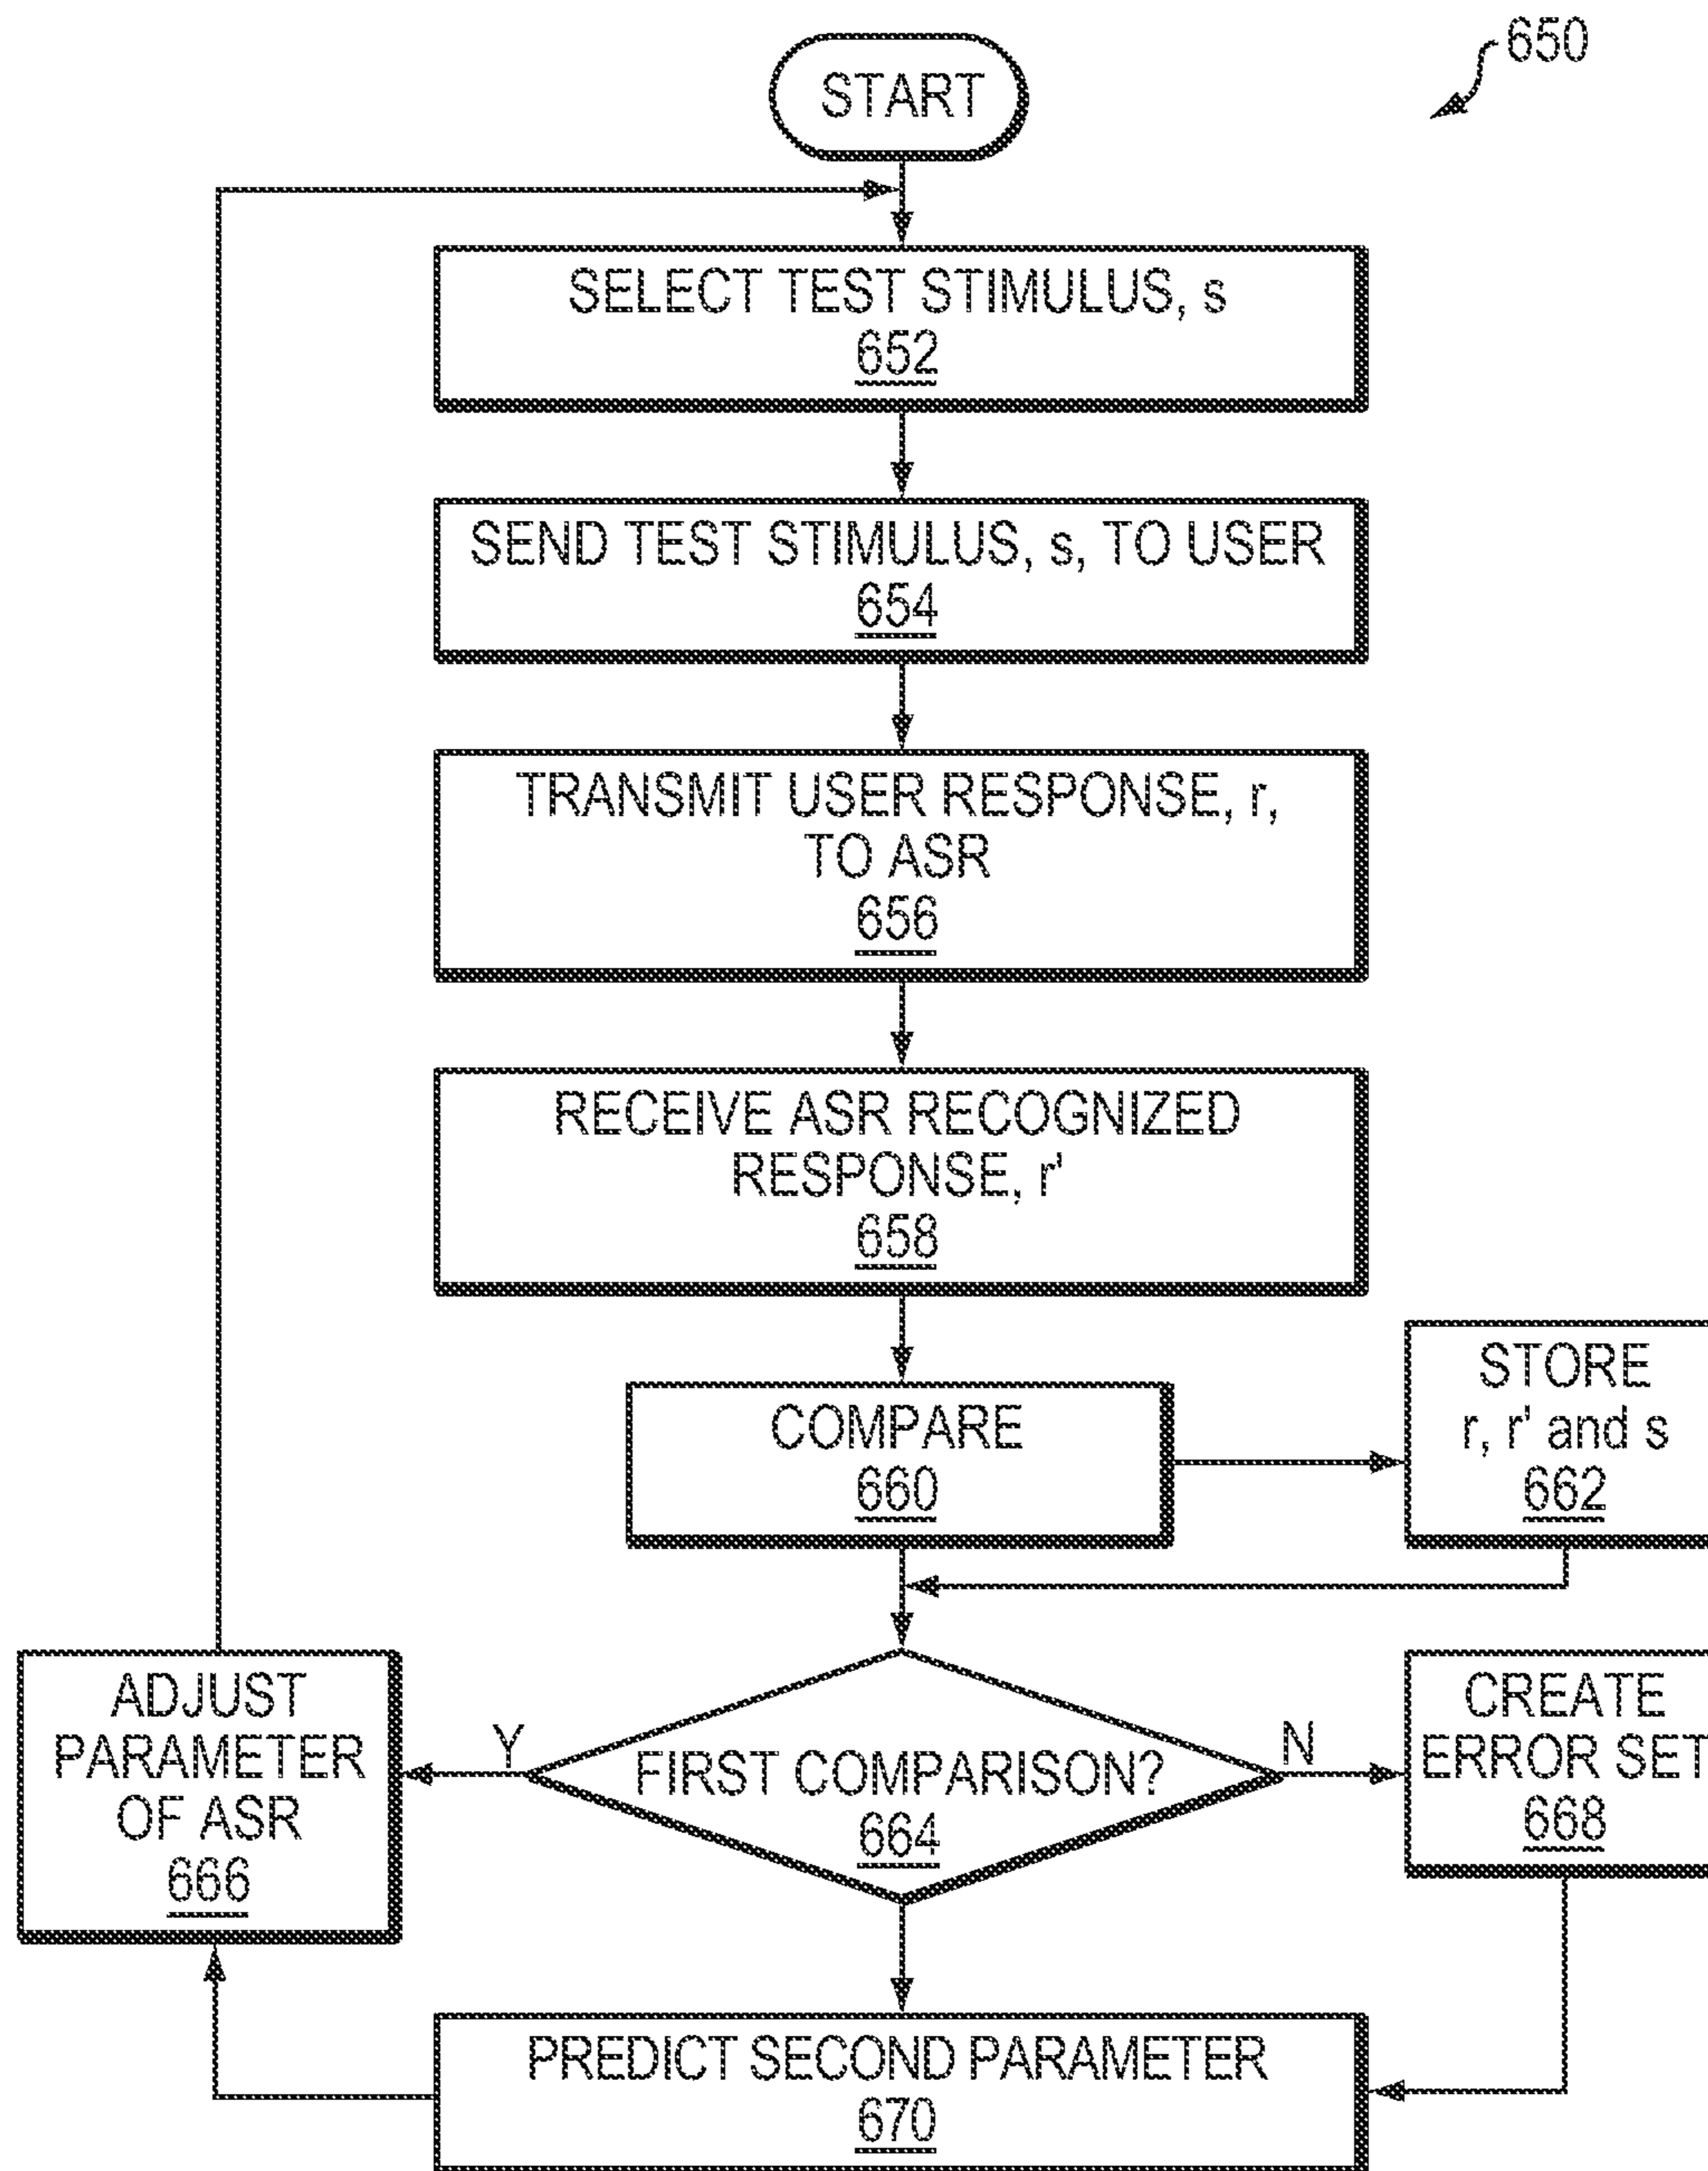 650
START
SELECT TEST STIMULUS, s
652
SEND TEST STIMULUS, s, TO USER
654
TRANSMIT USER RESPONSE, r,
TO ASR
656
RECEIVE ASR RECOGNIZED
RESPONSE, r'
658
COMPARE
660
STORE
r, r' and s
662
ADJUST
PARAMETER
OF ASR
666
Y
FIRST COMPARISON?
664
N
CREATE
ERROR SET
668
PREDICT SECOND PARAMETER
670